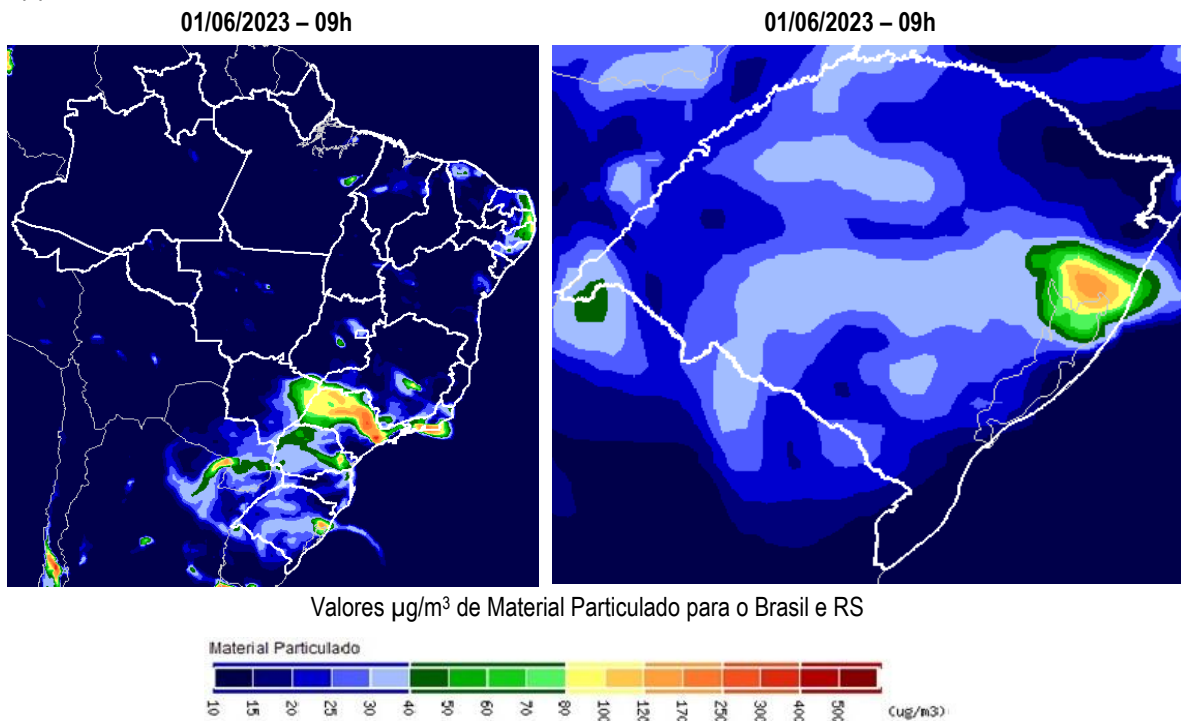 01/06/2023 – 09h
01/06/2023 – 09h
Valores µg/m³ de Material Particulado para o Brasil e RS
Material Particulado
10 15 20 25 30 40 50 60 70 80 100 120 170 250 300 400 500 (ug/m3)